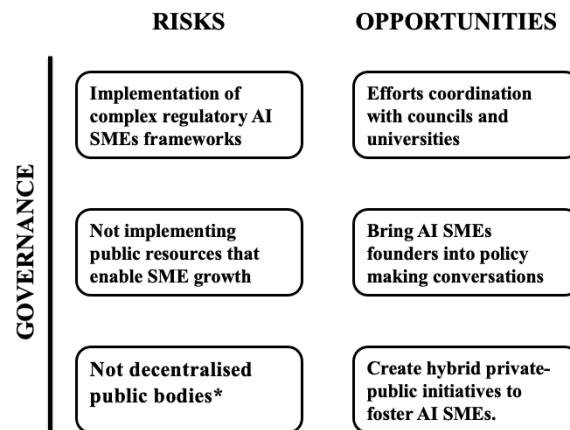 RISKS
OPPORTUNITIES
GOVERNANCE
Implementation of
complex regulatory AI
SMEs frameworks
Efforts coordination
with councils and
universities
Not implementing
public resources that
enable SME growth
Bring AI SMEs
founders into policy
making conversations
Not decentralised
public bodies*
Create hybrid private-
public initiatives to
foster AI SMEs.